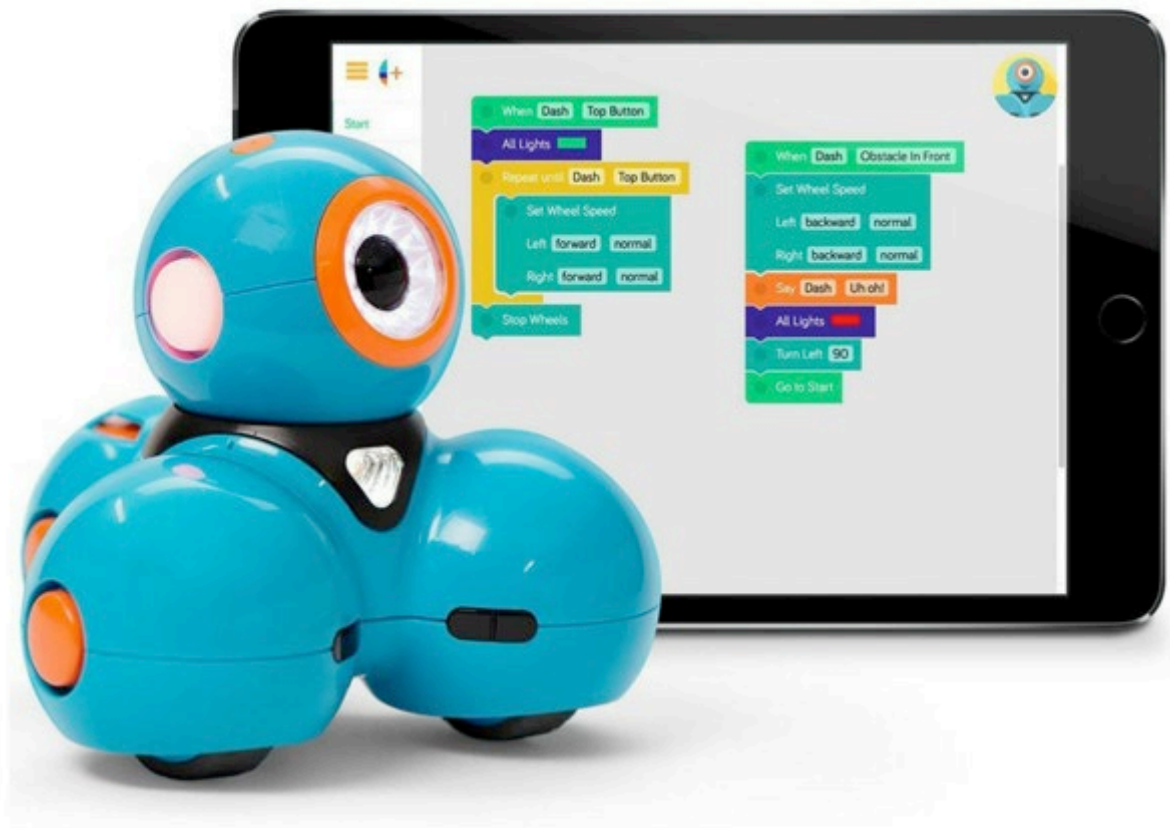 Start
When Dash Top Button
All Lights
Repeat until Dash Top Button
Set Wheel Speed
Left forward normal
Right forward normal
Stop Wheels
When Dash Obstacle In Front
Set Wheel Speed
Left backward normal
Right backward normal
Say Dash Uh oh!
All Lights
Turn Left 90
Go to Start